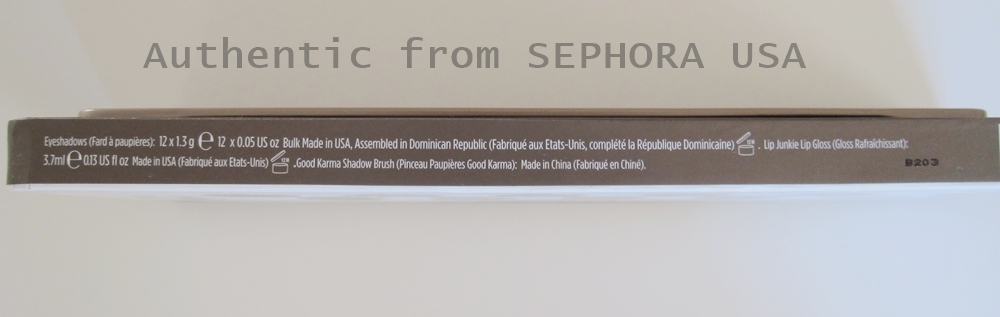 Authentic from SEPHORA USA
Eyeshadows (Fard à paupières): 12 x 1.3 g ℮ 12 x 0.05 US oz Bulk Made in USA, Assembled in Dominican Republic (Fabriqué aux Etats-Unis, complété la République Dominicaine) . Lip Junkie Lip Gloss (Gloss Rafraîchissant):
3.7ml ℮ 0.13 US fl oz Made in USA (Fabriqué aux Etats-Unis) .Good Karma Shadow Brush (Pinceau Paupières Good Karma): Made in China (Fabriqué en Chiné).
B203